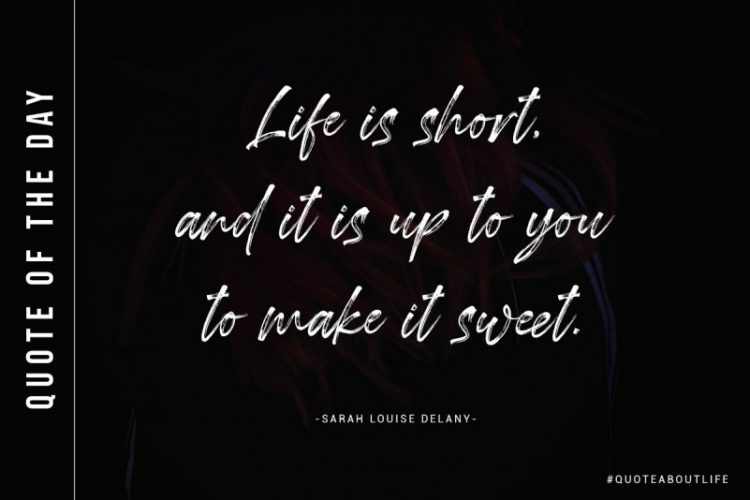 QUOTE OF THE DAY
Life is short,
and it is up to you
to make it sweet.
-SARAH LOUISE DELANY-
#QUOTEABOUTLIFE